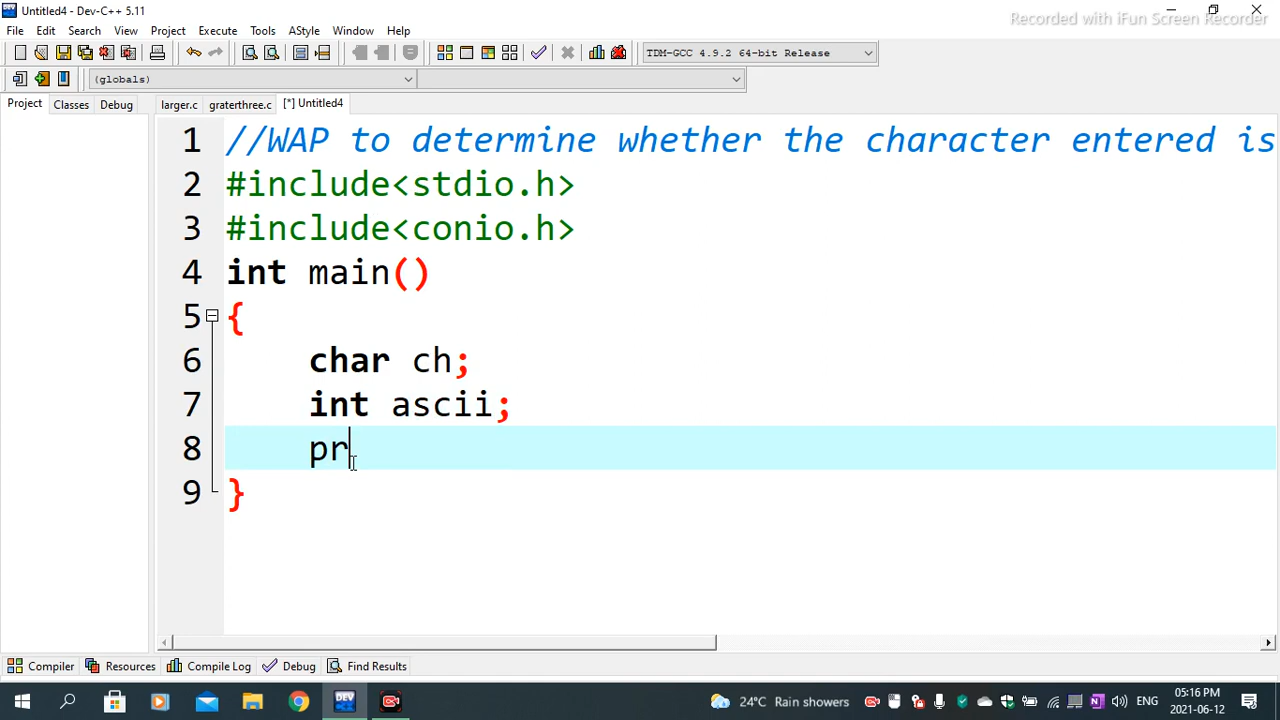 Untitled4 - Dev-C++ 5.11
Recorded with iFun Screen Recorder
File Edit Search View Project Execute Tools AStyle Window Help
TDM-GCC 4.9.2 64-bit Release
(globals)
Project Classes Debug larger.c graterthree.c [*] Untitled4
1 //WAP to determine whether the character entered is
2 #include<stdio.h>
3 #include<conio.h>
4 int main()
5 {
6 char ch;
7 int ascii;
8 pr
9 }
Compiler Resources Compile Log Debug Find Results
DEV
24°C Rain showers ENG 05:16 PM
2021-06-12